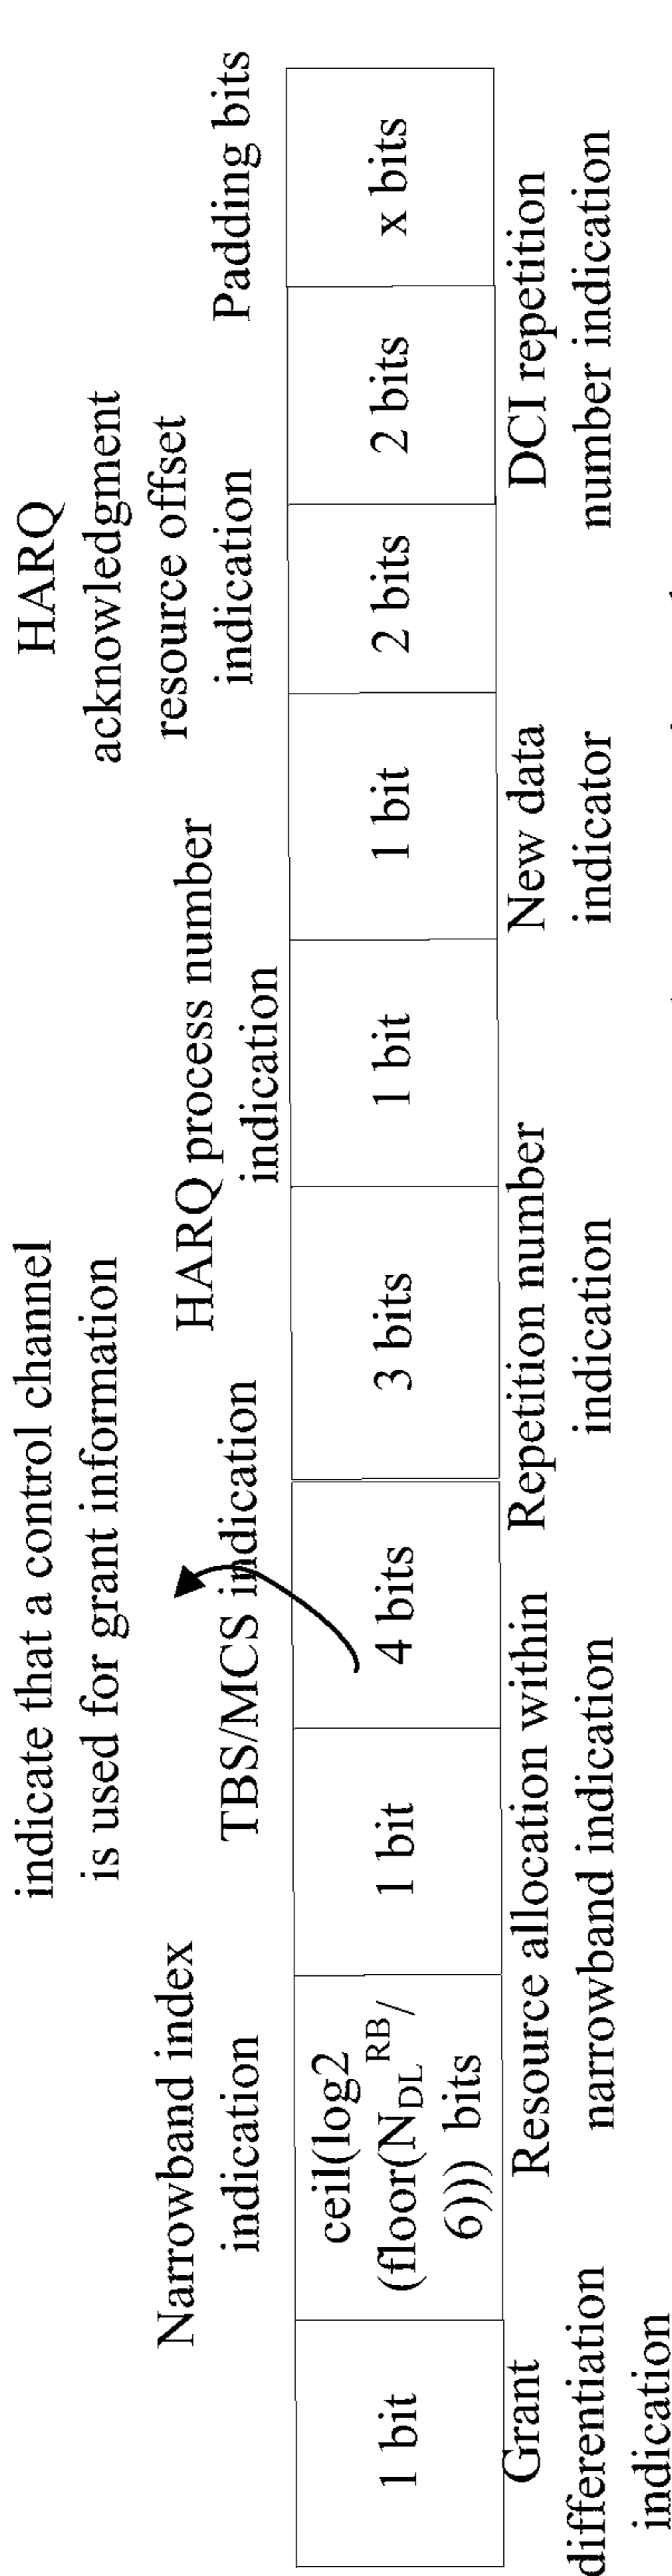 indicate that a control channel
is used for grant information
HARQ
acknowledgment
resource offset
indication
Narrowband index
indication
TBS/MCS indication
HARQ process number
indication
Padding bits
1 bit
ceil(log2
(floor(N_DL^RB/
6))) bits
1 bit
4 bits
3 bits
1 bit
1 bit
2 bits
2 bits
x bits
Grant
differentiation
indication
Resource allocation within
narrowband indication
Repetition number
indication
New data
indicator
DCI repetition
number indication